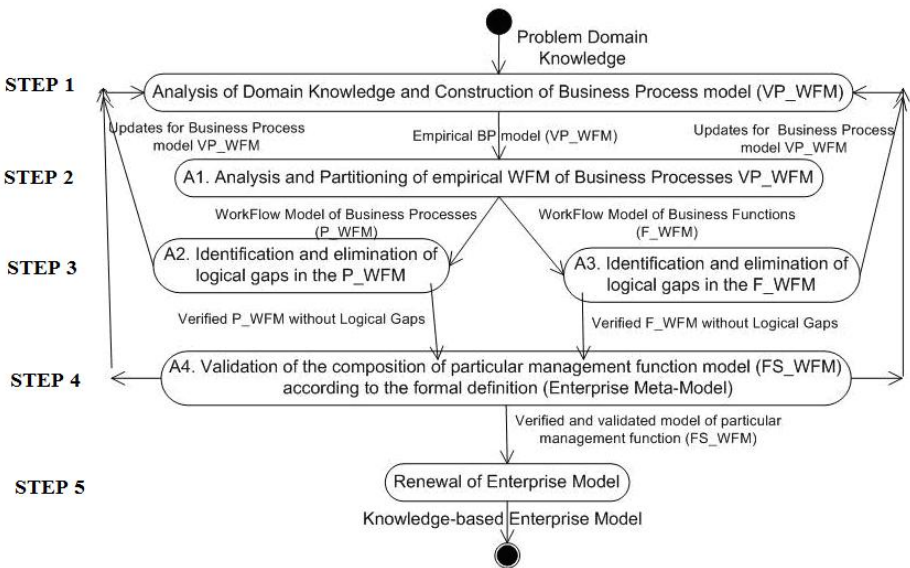 Problem Domain
Knowledge
STEP 1
Analysis of Domain Knowledge and Construction of Business Process model (VP_WFM)
Updates for Business Process
model VP_WFM
Empirical BP model (VP_WFM)
Updates for Business Process
model VP_WFM
STEP 2
A1. Analysis and Partitioning of empirical WFM of Business Processes VP_WFM
WorkFlow Model of Business Processes
(P_WFM)
WorkFlow Model of Business Functions
(F_WFM)
STEP 3
A2. Identification and elimination of
logical gaps in the P_WFM
A3. Identification and elimination of
logical gaps in the F_WFM
Verified P_WFM without Logical Gaps
Verified F_WFM without Logical Gaps
STEP 4
A4. Validation of the composition of particular management function model (FS_WFM)
according to the formal definition (Enterprise Meta-Model)
Verified and validated model of particular
management function (FS_WFM)
STEP 5
Renewal of Enterprise Model
Knowledge-based Enterprise Model